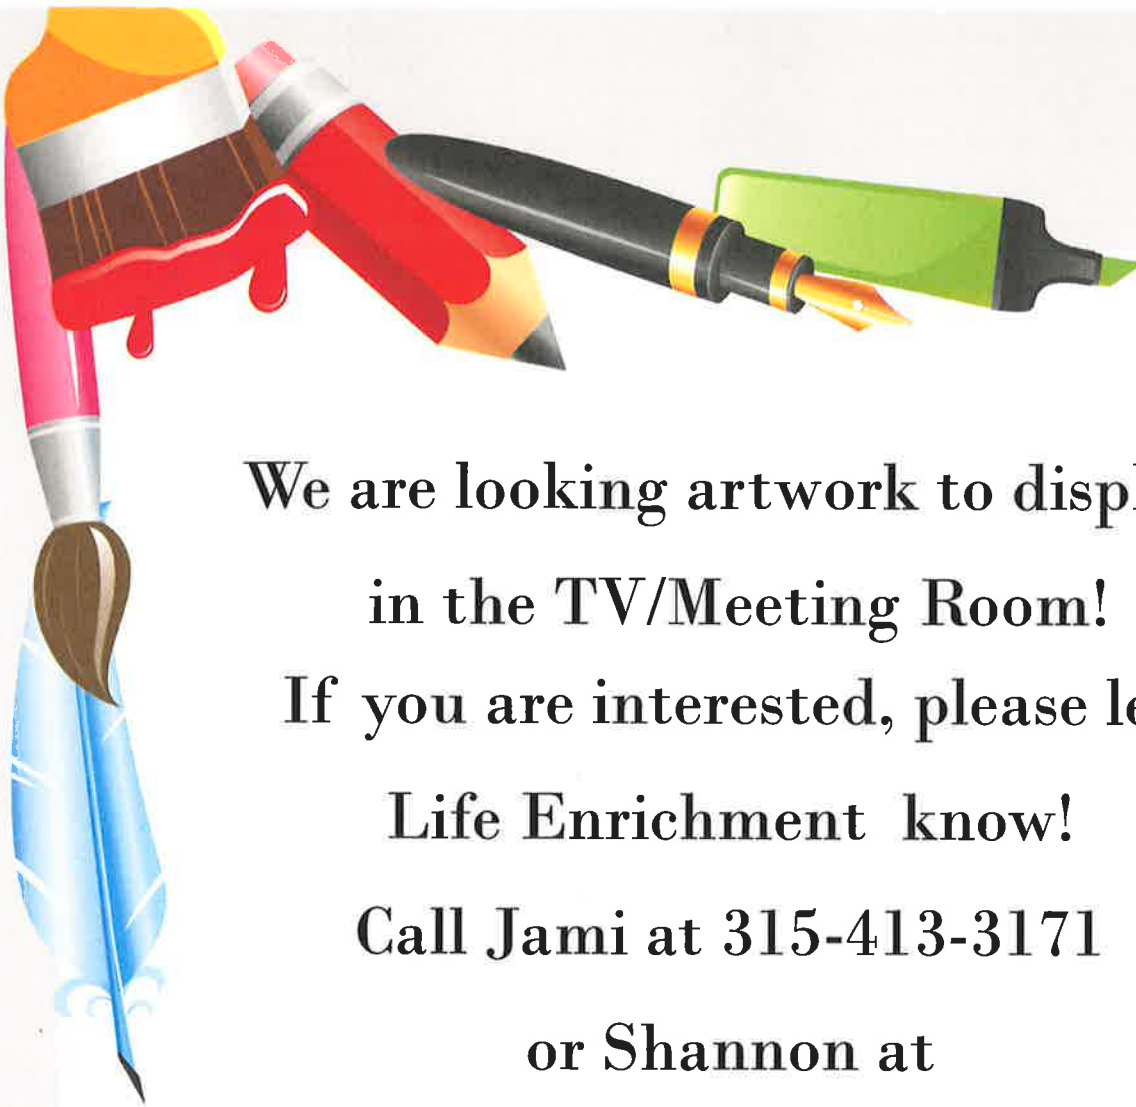 We are looking artwork to displ
in the TV/Meeting Room!
If you are interested, please le
Life Enrichment know!
Call Jami at 315-413-3171
or Shannon at